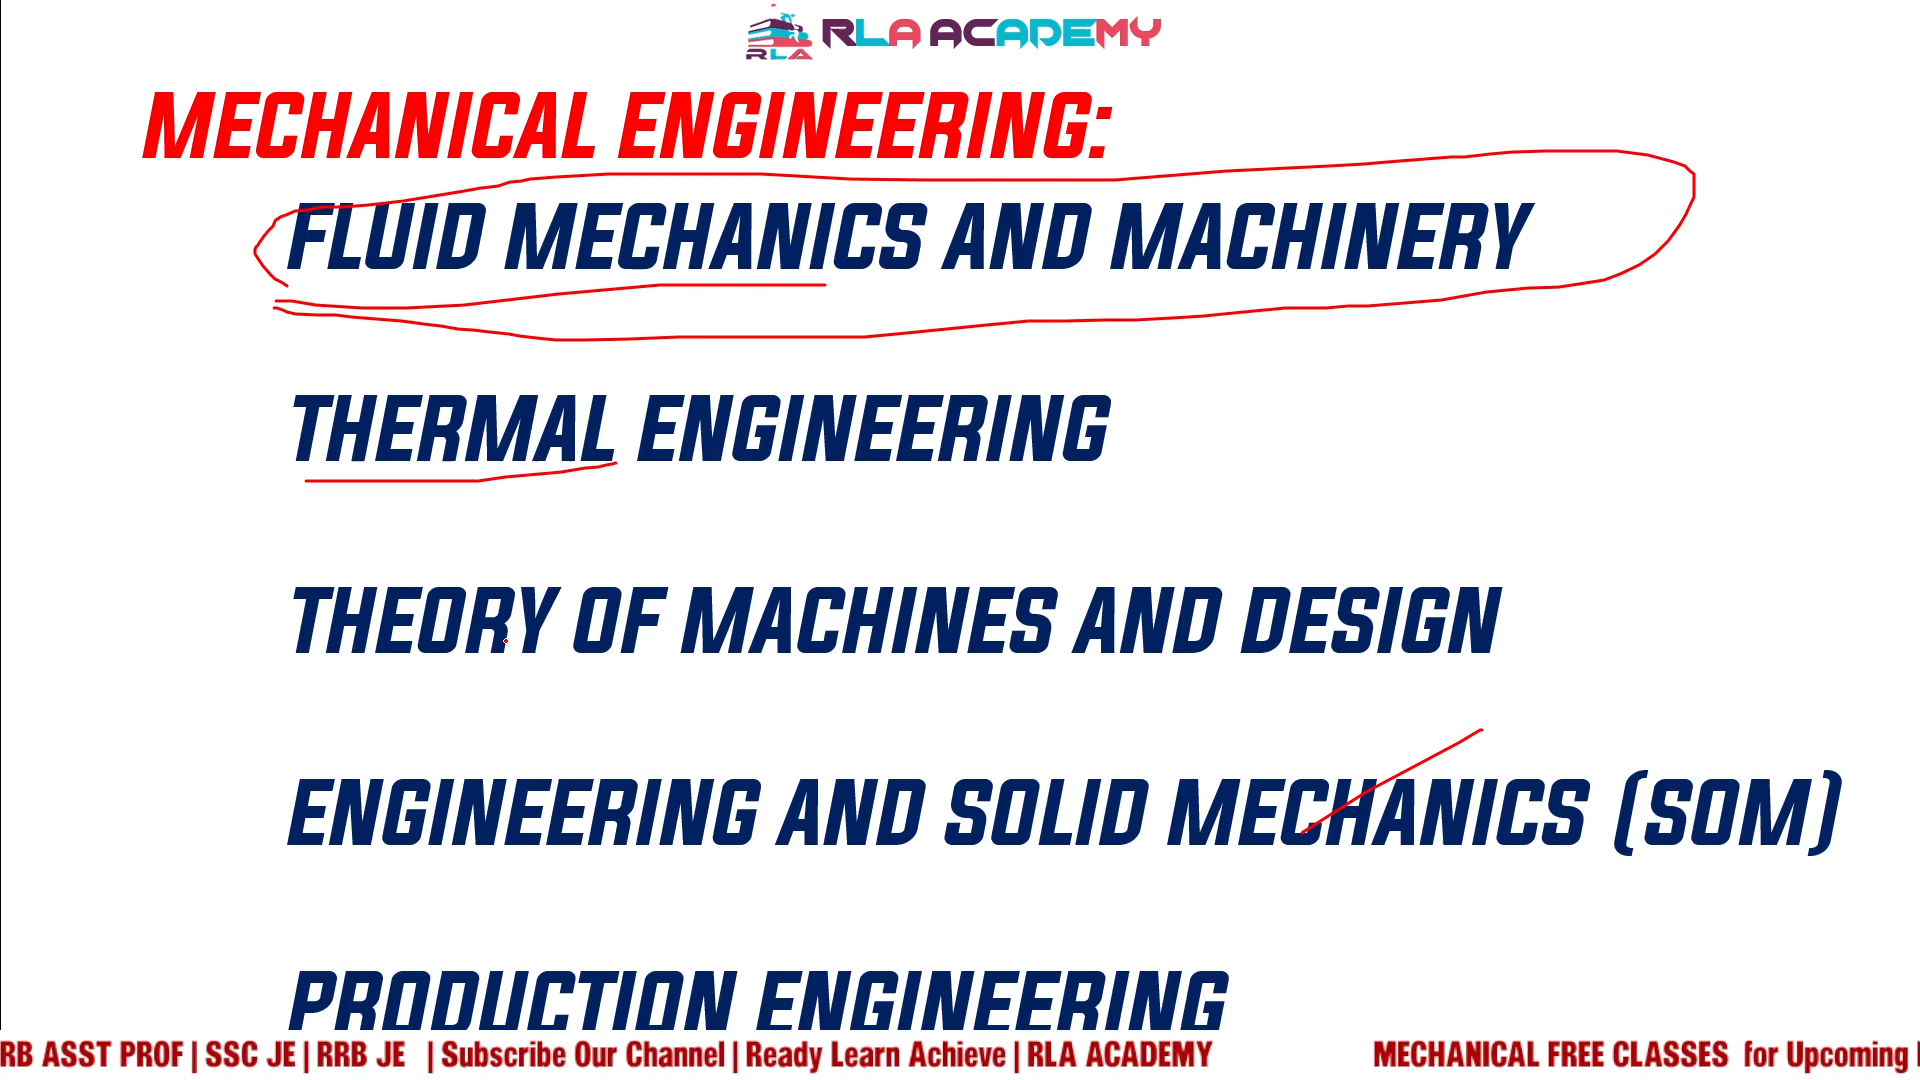 RLA
RLA ACADEMY
MECHANICAL ENGINEERING:
FLUID MECHANICS AND MACHINERY
THERMAL ENGINEERING
THEORY OF MACHINES AND DESIGN
ENGINEERING AND SOLID MECHANICS (SOM)
PRODUCTION ENGINEERING
RB ASST PROF | SSC JE | RRB JE | Subscribe Our Channel | Ready Learn Achieve | RLA ACADEMY MECHANICAL FREE CLASSES for Upcoming